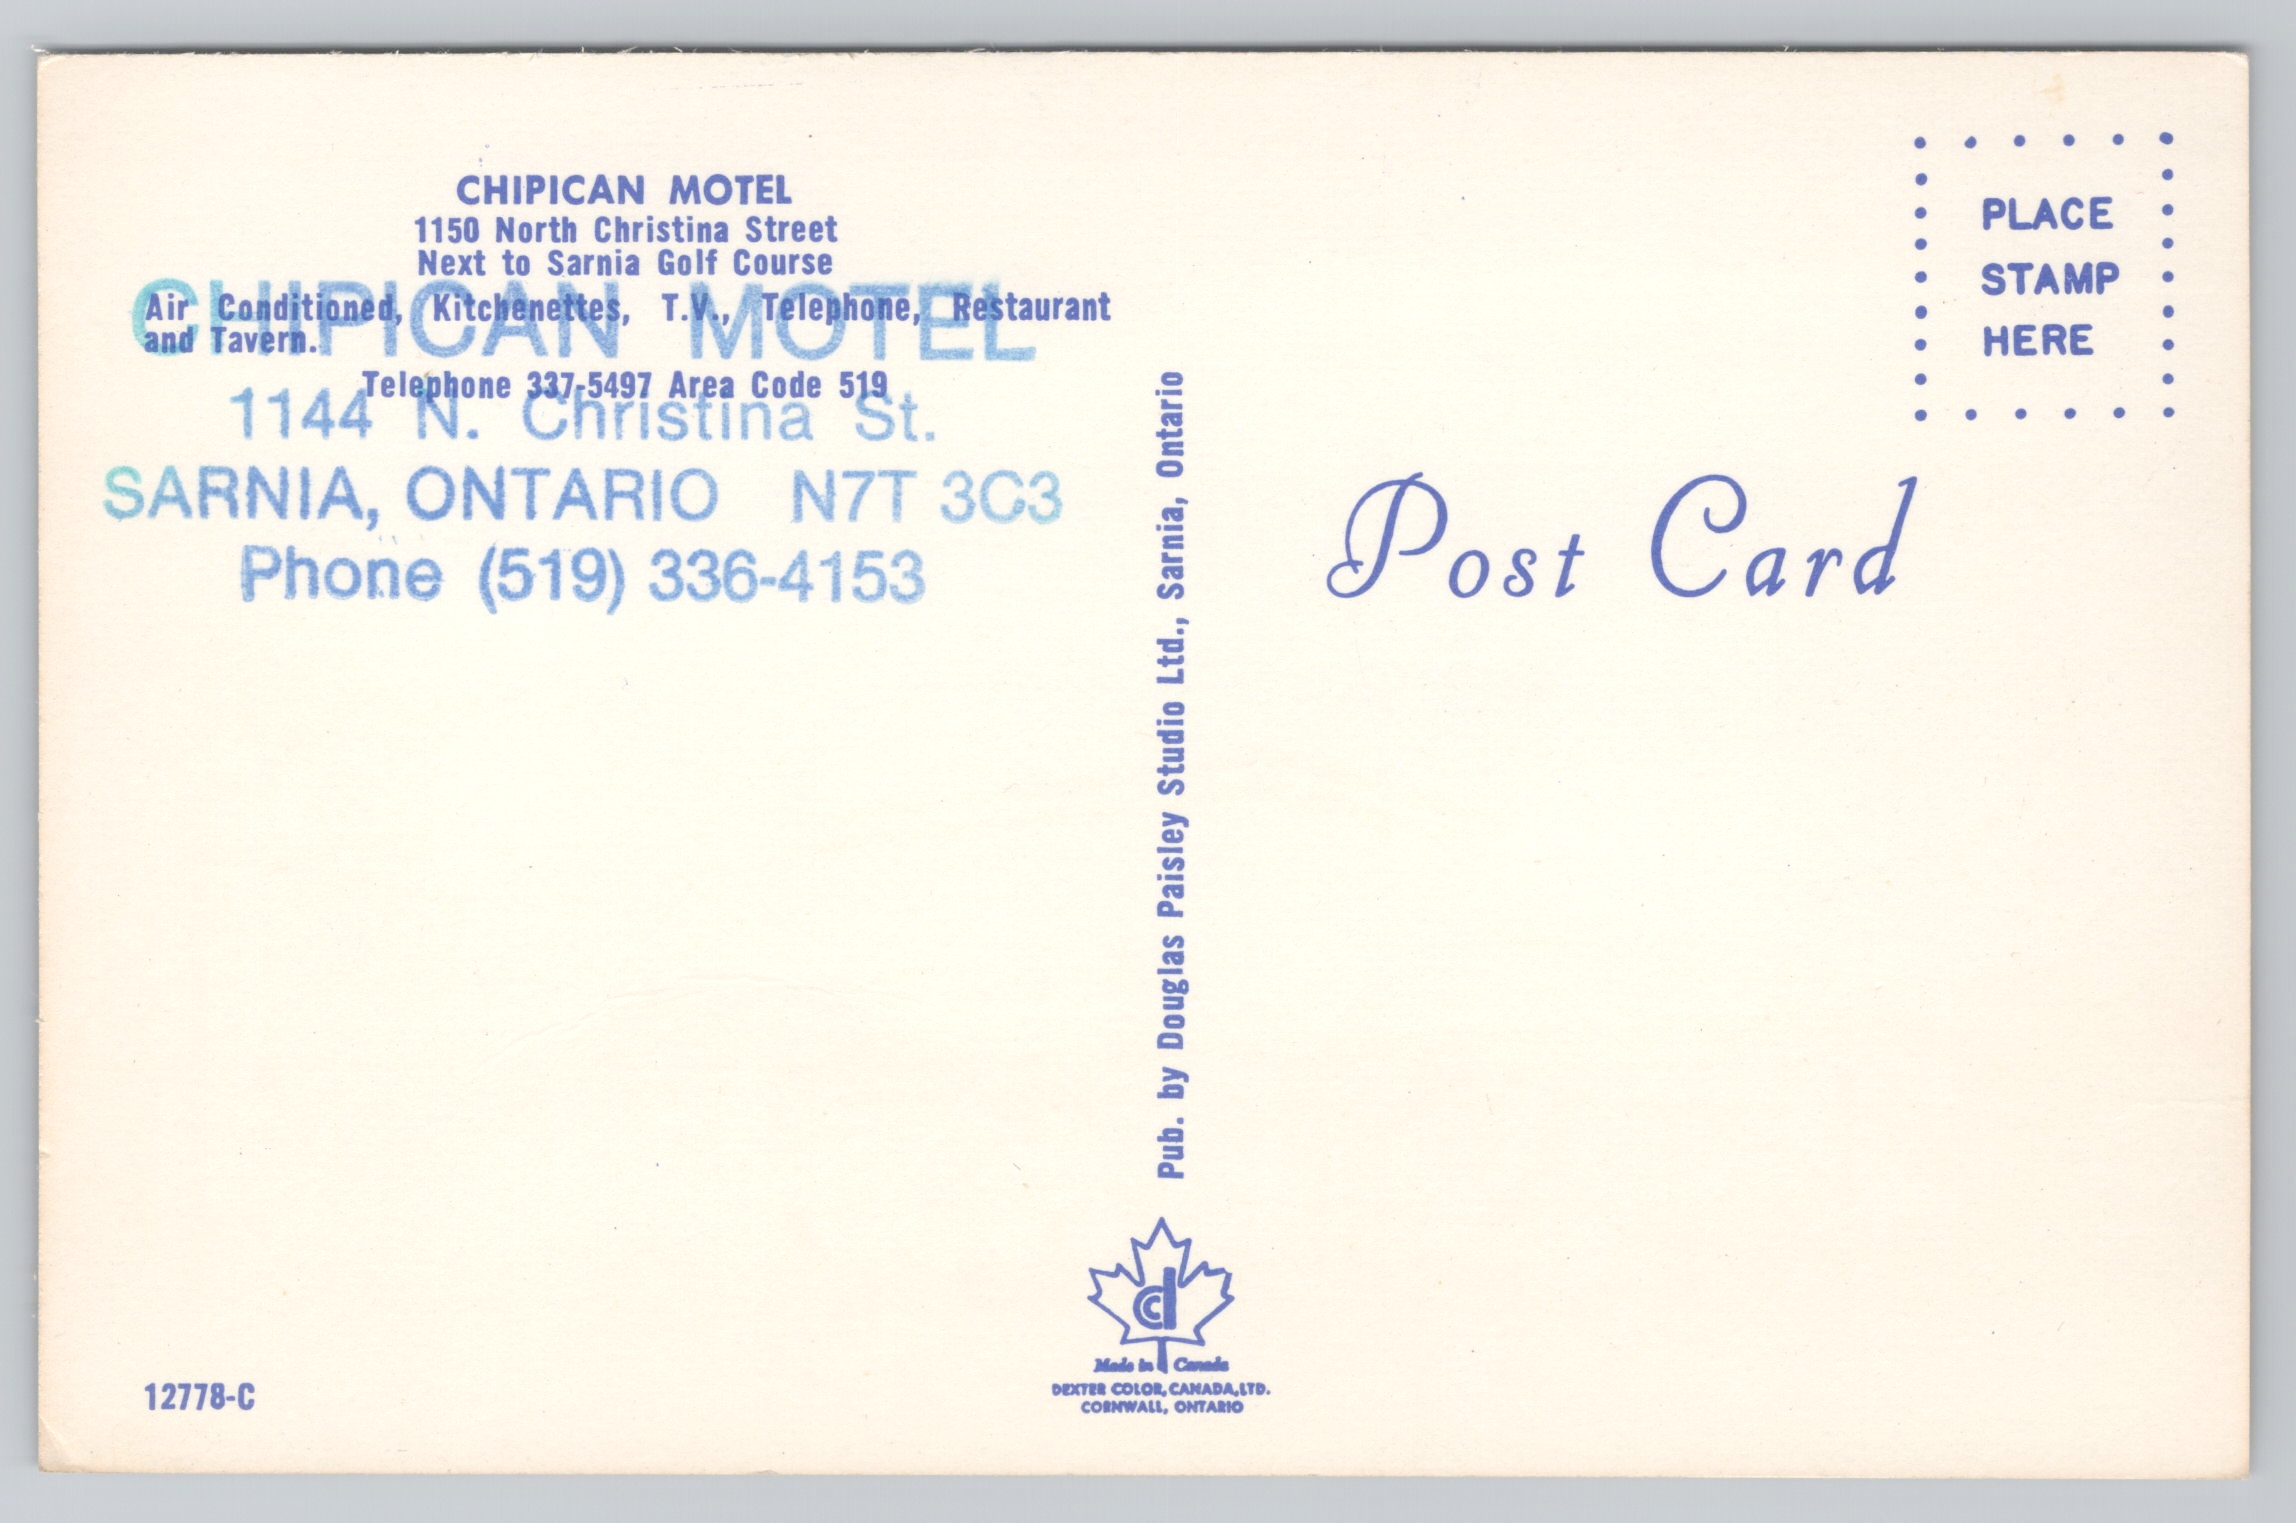 CHIPICAN MOTEL
1150 North Christina Street
Next to Sarnia Golf Course
Air Conditioned, Kitchenettes, T.V., Telephone, Restaurant
and Tavern.
Telephone 337-5497 Area Code 519
CHIPICAN MOTEL
1144 N. Christina St.
SARNIA, ONTARIO N7T 3C3
Phone (519) 336-4153
12778-C
Pub. by Douglas Paisley Studio Ltd., Sarnia, Ontario
dc
Made in Canada
DEXTER COLOR, CANADA, LTD.
CORNWALL, ONTARIO
PLACE
STAMP
HERE
Post Card